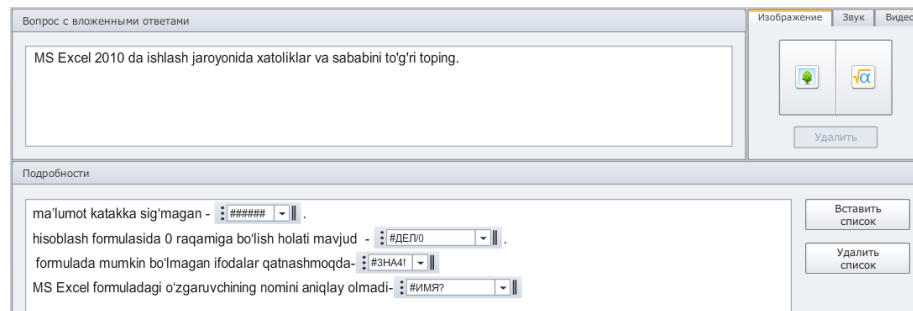 Вопрос с вложенными ответами
Изображение Звук Видео
MS Excel 2010 da ishlash jaroyonida xatoliklar va sababini to'g'ri toping.
Удалить
Подробности
ma’lumot katakka sig‘magan - ###### .
hisoblash formulasida 0 raqamiga bo‘lish holati mavjud - #ДЕЛ/0 .
formulada mumkin bo‘lmagan ifodalar qatnashmoqda- #ЗНА4!
MS Excel formuladagi o‘zgaruvchining nomini aniqlay olmadi- #ИМЯ?
Вставить
список
Удалить
список